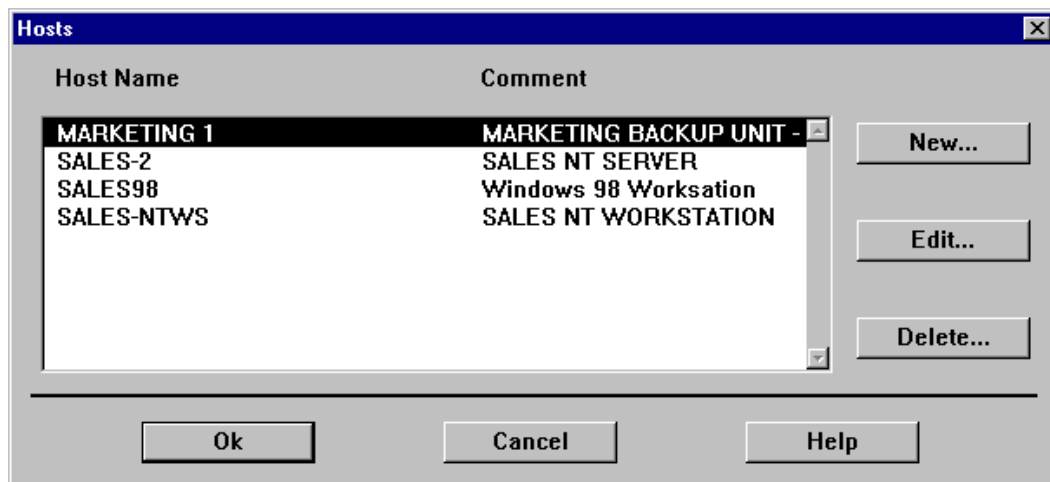 Hosts
Host Name Comment
MARKETING 1 MARKETING BACKUP UNIT -
SALES-2 SALES NT SERVER
SALES98 Windows 98 Worksation
SALES-NTWS SALES NT WORKSTATION
New...
Edit...
Delete...
Ok Cancel Help